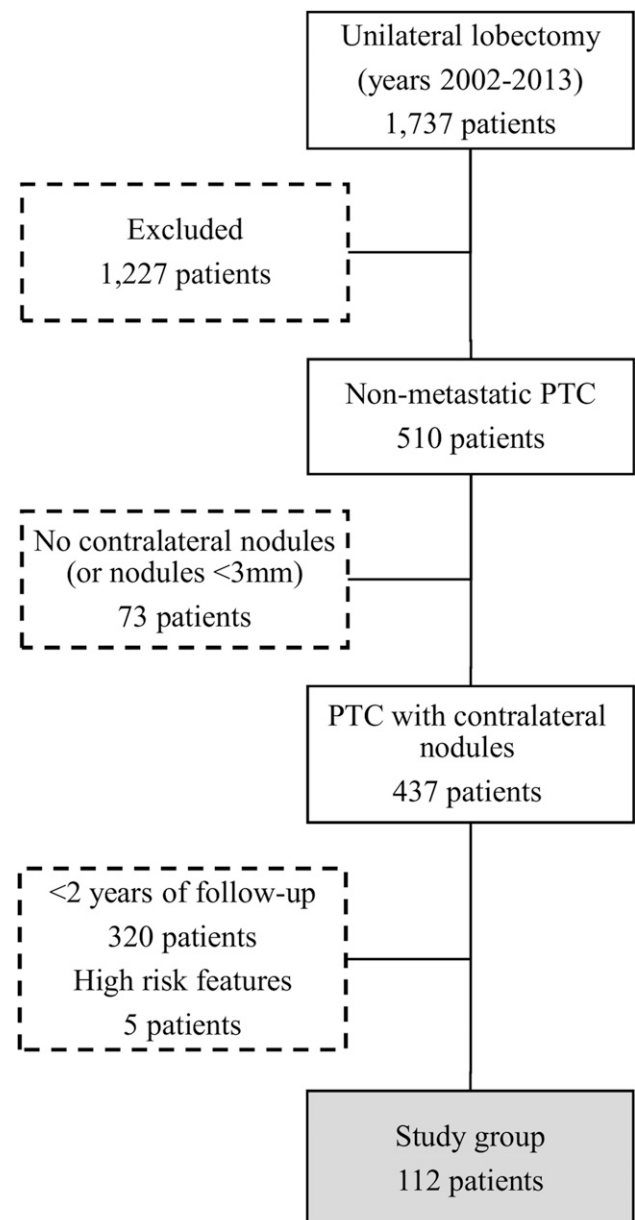 Unilateral lobectomy
(years 2002-2013)
1,737 patients
Excluded
1,227 patients
Non-metastatic PTC
510 patients
No contralateral nodules
(or nodules <3mm)
73 patients
PTC with contralateral
nodules
437 patients
<2 years of follow-up
320 patients
High risk features
5 patients
Study group
112 patients